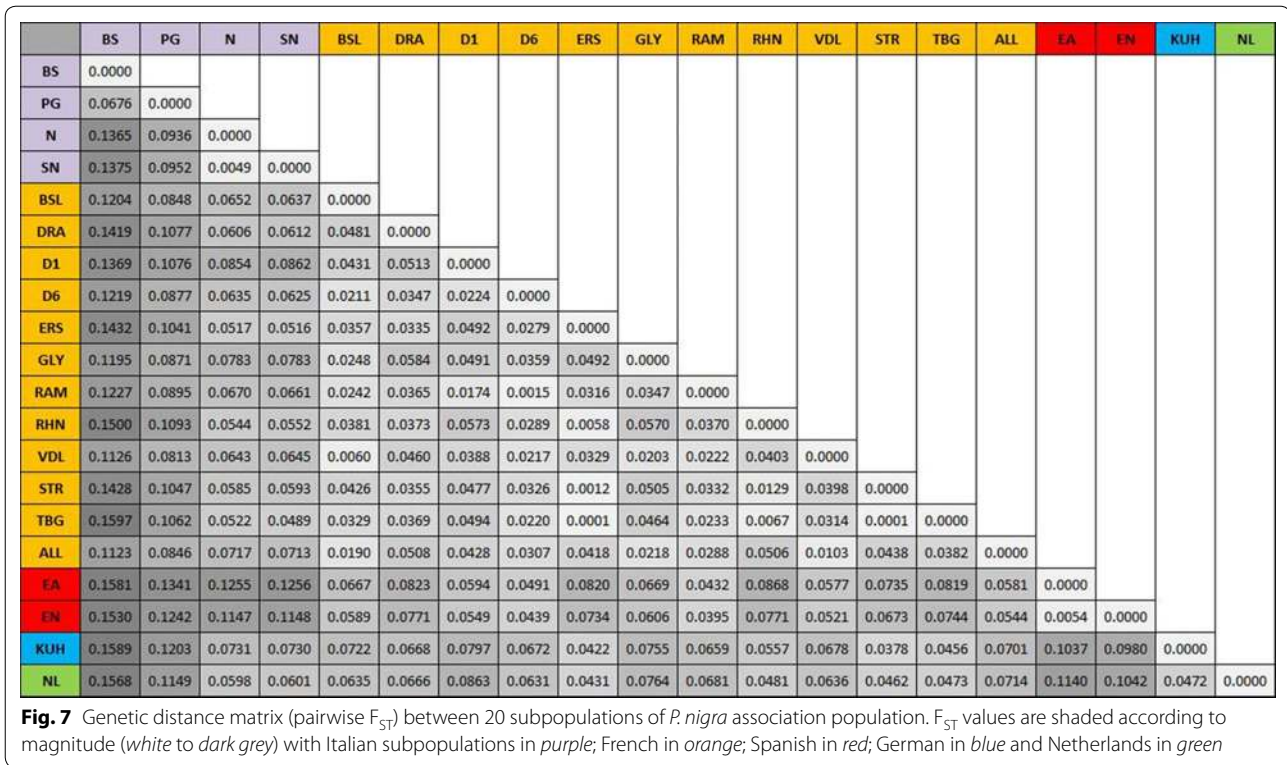 BS PG N SN BSL DRA D1 D6 ERS GLY RAM RHN VDL STR TBG ALL EA EN KUH NL
BS 0.0000
PG 0.0676 0.0000
N 0.1365 0.0936 0.0000
SN 0.1375 0.0952 0.0049 0.0000
BSL 0.1204 0.0848 0.0652 0.0637 0.0000
DRA 0.1419 0.1077 0.0606 0.0612 0.0481 0.0000
D1 0.1369 0.1076 0.0854 0.0862 0.0431 0.0513 0.0000
D6 0.1219 0.0877 0.0635 0.0625 0.0211 0.0347 0.0224 0.0000
ERS 0.1432 0.1041 0.0517 0.0516 0.0357 0.0335 0.0492 0.0279 0.0000
GLY 0.1195 0.0871 0.0783 0.0783 0.0248 0.0584 0.0491 0.0359 0.0492 0.0000
RAM 0.1227 0.0895 0.0670 0.0661 0.0242 0.0365 0.0174 0.0015 0.0316 0.0347 0.0000
RHN 0.1500 0.1093 0.0544 0.0552 0.0381 0.0373 0.0573 0.0289 0.0058 0.0570 0.0370 0.0000
VDL 0.1126 0.0813 0.0643 0.0645 0.0060 0.0460 0.0388 0.0217 0.0329 0.0203 0.0222 0.0403 0.0000
STR 0.1428 0.1047 0.0585 0.0593 0.0426 0.0355 0.0477 0.0326 0.0012 0.0505 0.0332 0.0129 0.0398 0.0000
TBG 0.1597 0.1062 0.0522 0.0489 0.0329 0.0369 0.0494 0.0220 0.0001 0.0464 0.0233 0.0067 0.0314 0.0001 0.0000
ALL 0.1123 0.0846 0.0717 0.0713 0.0190 0.0508 0.0428 0.0307 0.0418 0.0218 0.0288 0.0506 0.0103 0.0438 0.0382 0.0000
EA 0.1581 0.1341 0.1255 0.1256 0.0667 0.0823 0.0594 0.0491 0.0820 0.0669 0.0432 0.0868 0.0577 0.0735 0.0819 0.0581 0.0000
EN 0.1530 0.1242 0.1147 0.1148 0.0589 0.0771 0.0549 0.0439 0.0734 0.0606 0.0395 0.0771 0.0521 0.0673 0.0744 0.0544 0.0054 0.0000
KUH 0.1589 0.1203 0.0731 0.0730 0.0722 0.0668 0.0797 0.0672 0.0422 0.0755 0.0659 0.0557 0.0678 0.0378 0.0456 0.0701 0.1037 0.0980 0.0000
NL 0.1568 0.1149 0.0598 0.0601 0.0635 0.0666 0.0863 0.0631 0.0431 0.0764 0.0681 0.0481 0.0636 0.0462 0.0473 0.0714 0.1140 0.1042 0.0472 0.0000
Fig. 7 Genetic distance matrix (pairwise FST) between 20 subpopulations of P. nigra association population. FST values are shaded according to
magnitude (white to dark grey) with Italian subpopulations in purple; French in orange; Spanish in red; German in blue and Netherlands in green